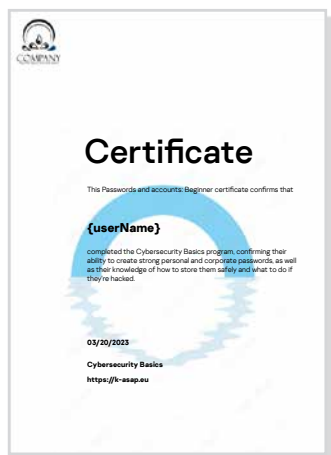 COMPANY
Certificate
This Passwords and accounts: Beginner certificate confirms that
{userName}
completed the Cybersecurity Basics program, confirming their
ability to create strong personal and corporate passwords, as well
as their knowledge of how to store them safely and what to do if
they're hacked.
03/20/2023
Cybersecurity Basics
https://k-asap.eu